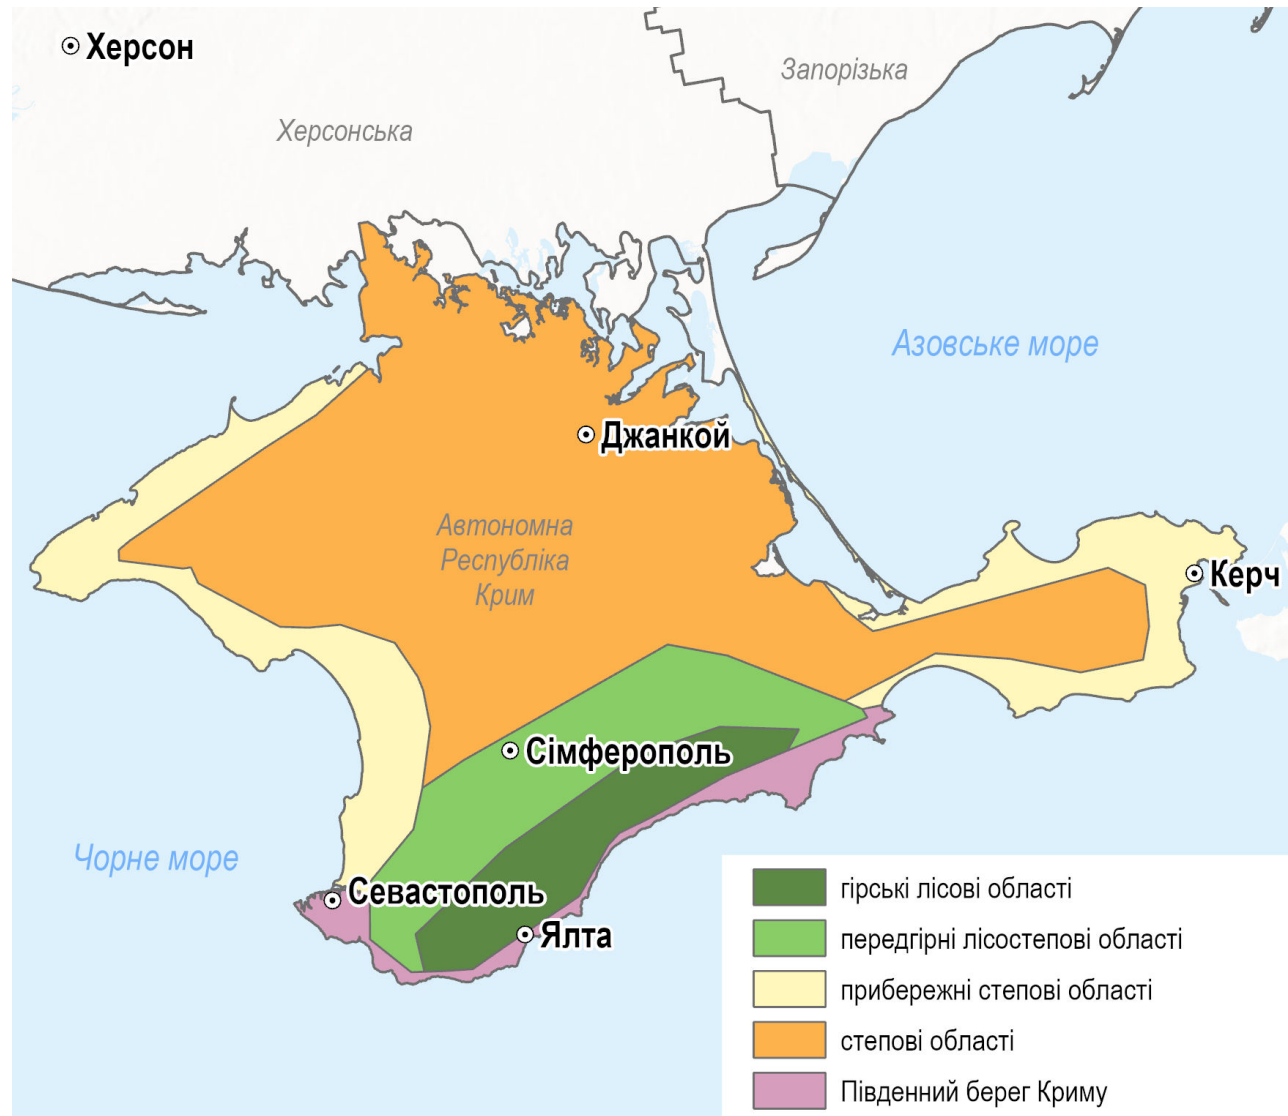 Херсон
Запорізька
Херсонська
Азовське море
Джанкой
Автономна
Республіка
Крим
Керч
Сімферополь
Чорне море
Севастополь
Ялта
гірські лісові області
передгірні лісостепові області
прибережні степові області
степові області
Південний берег Криму